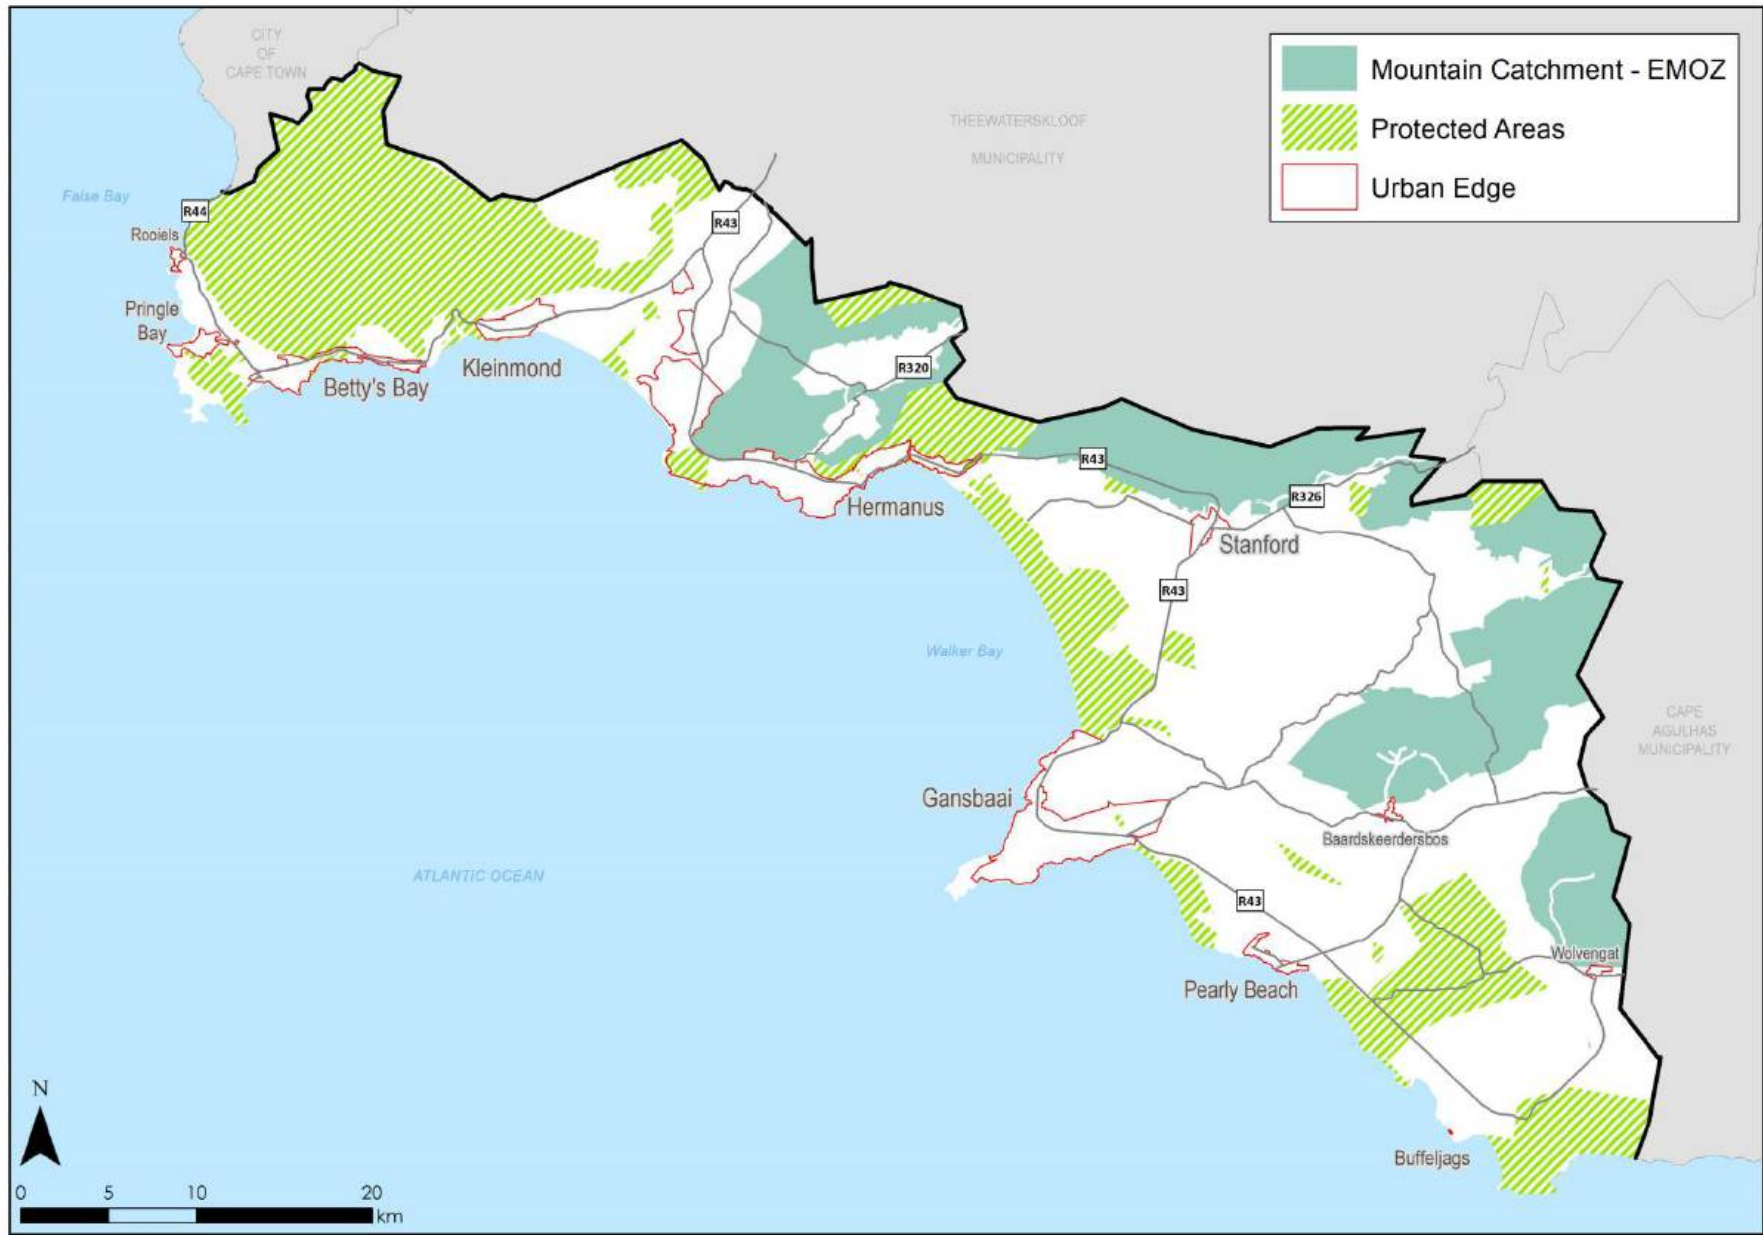 CITY
OF
CAPE TOWN
Mountain Catchment - EMOZ
Protected Areas
Urban Edge
THEEWATERSKLOOF
MUNICIPALITY
False Bay
R44
R43
Rooiels
Pringle
Bay
Kleinmond
Betty's Bay
R320
R43
R326
Hermanus
Stanford
R43
Walker Bay
CAPE
AGULHAS
MUNICIPALITY
Gansbaai
Baardskeerdersbos
ATLANTIC OCEAN
R43
Wolvengat
Pearly Beach
Buffeljags
N
0 5 10 20
km